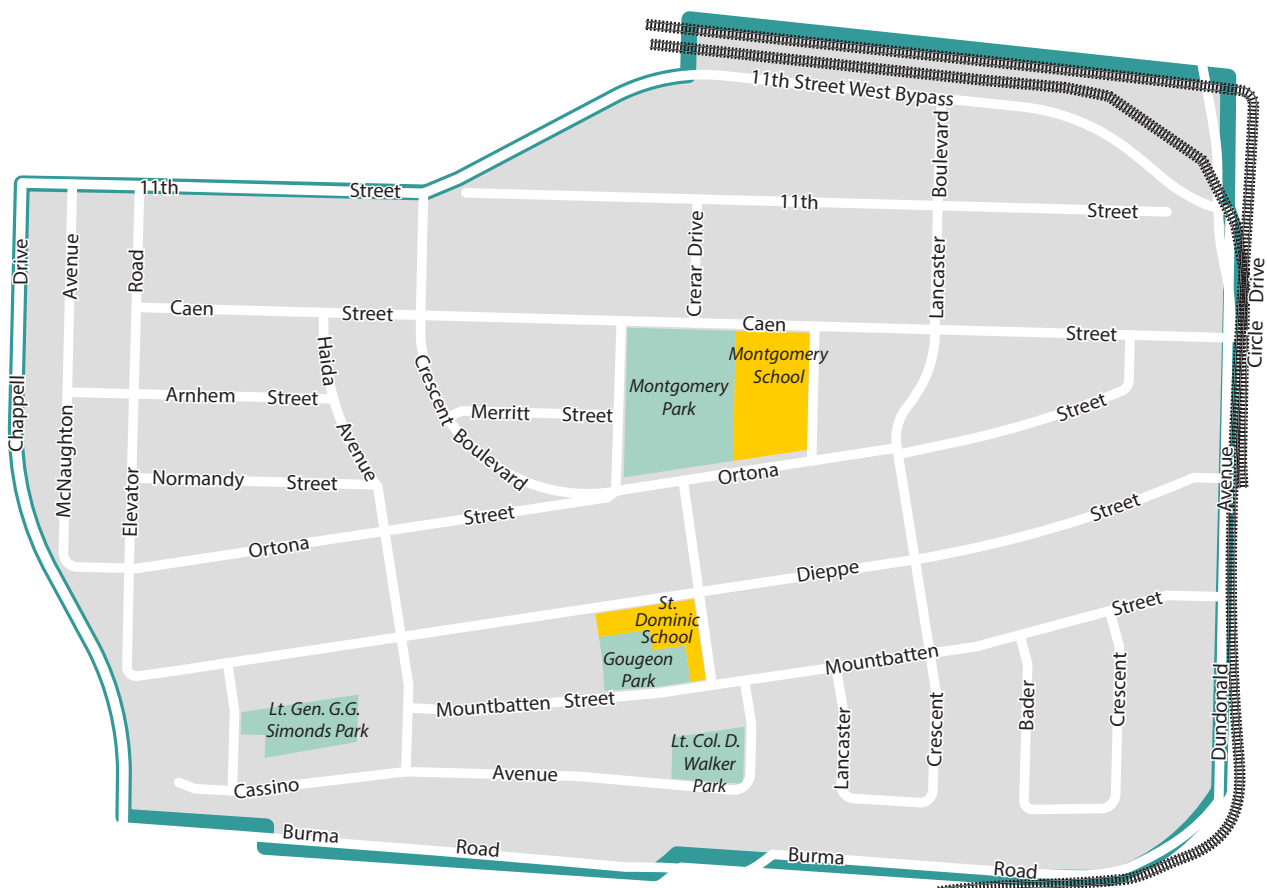 11th Street West Bypass
11th Street
11th Street
Lancaster Boulevard
Crerar Drive
Chappell Drive
McNaughton Avenue
Elevator Road
Circle Drive
Caen Street
Caen Street
Haida Avenue
Crescent Boulevard
Montgomery
Park
Montgomery
School
Arnhem Street
Merritt Street
Normandy Street
Ortona Street
Ortona Street
Dieppe Street
St.
Dominic
School
Gougeon
Park
Mountbatten Street
Mountbatten Street
Lt. Gen. G.G.
Simonds Park
Lt. Col. D.
Walker
Park
Lancaster Crescent
Bader Crescent
Dundonald Avenue
Cassino Avenue
Burma Road
Burma Road